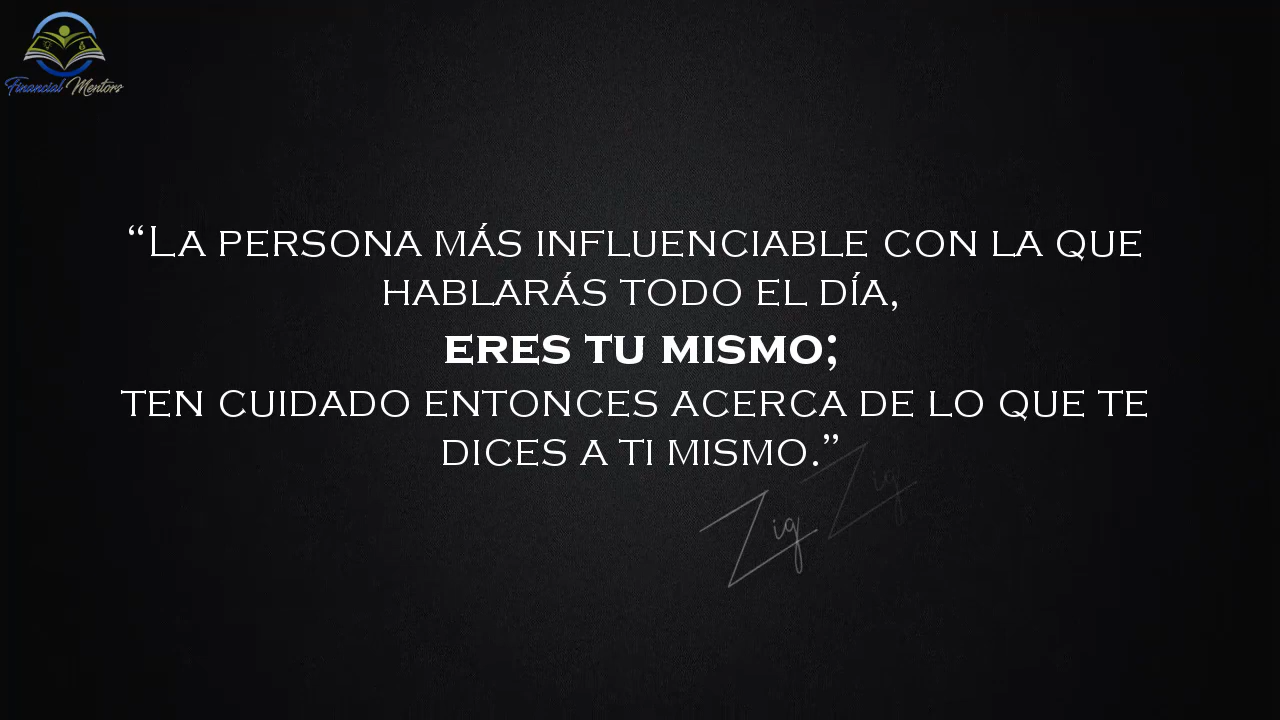 Financial Mentors
“La persona más influenciable con la que
hablarás todo el día,
eres tu mismo;
ten cuidado entonces acerca de lo que te
dices a ti mismo.”
Zig
Zig